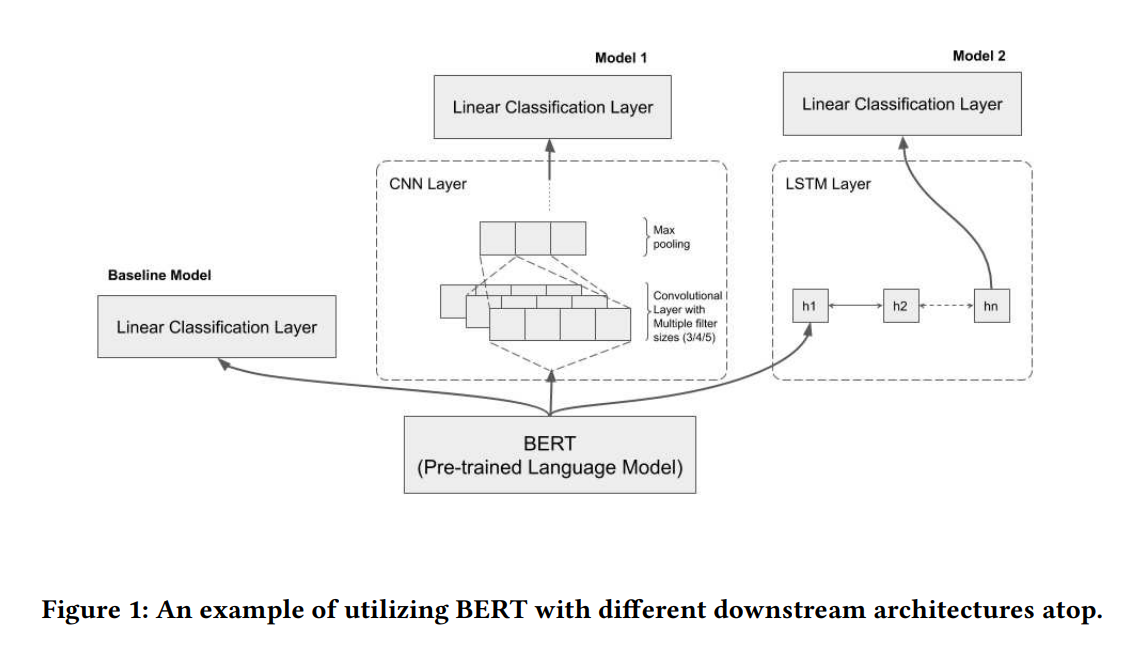 Model 1
Linear Classification Layer
Model 2
Linear Classification Layer
CNN Layer
Max
pooling
Convolutional
Layer with
Multiple filter
sizes (3/4/5)
LSTM Layer
h1
h2
hn
Baseline Model
Linear Classification Layer
BERT
(Pre-trained Language Model)
Figure 1: An example of utilizing BERT with different downstream architectures atop.